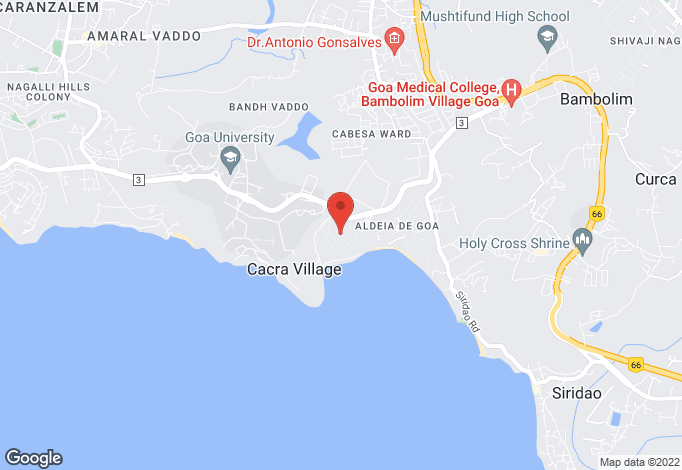 CARANZALEM
AMARAL VADDO
NAGALLI HILLS
COLONY
Mushtifund High School
Dr.Antonio Gonsalves
SHIVAJI NAG
Goa Medical College,
Bambolim Village Goa
Bambolim
BANDH VADDO
CABESA WARD
3
Goa University
3
Curca
66
ALDEIA DE GOA
Holy Cross Shrine
Cacra Village
Siridao Rd
66
Siridao
Google
Map data ©2022